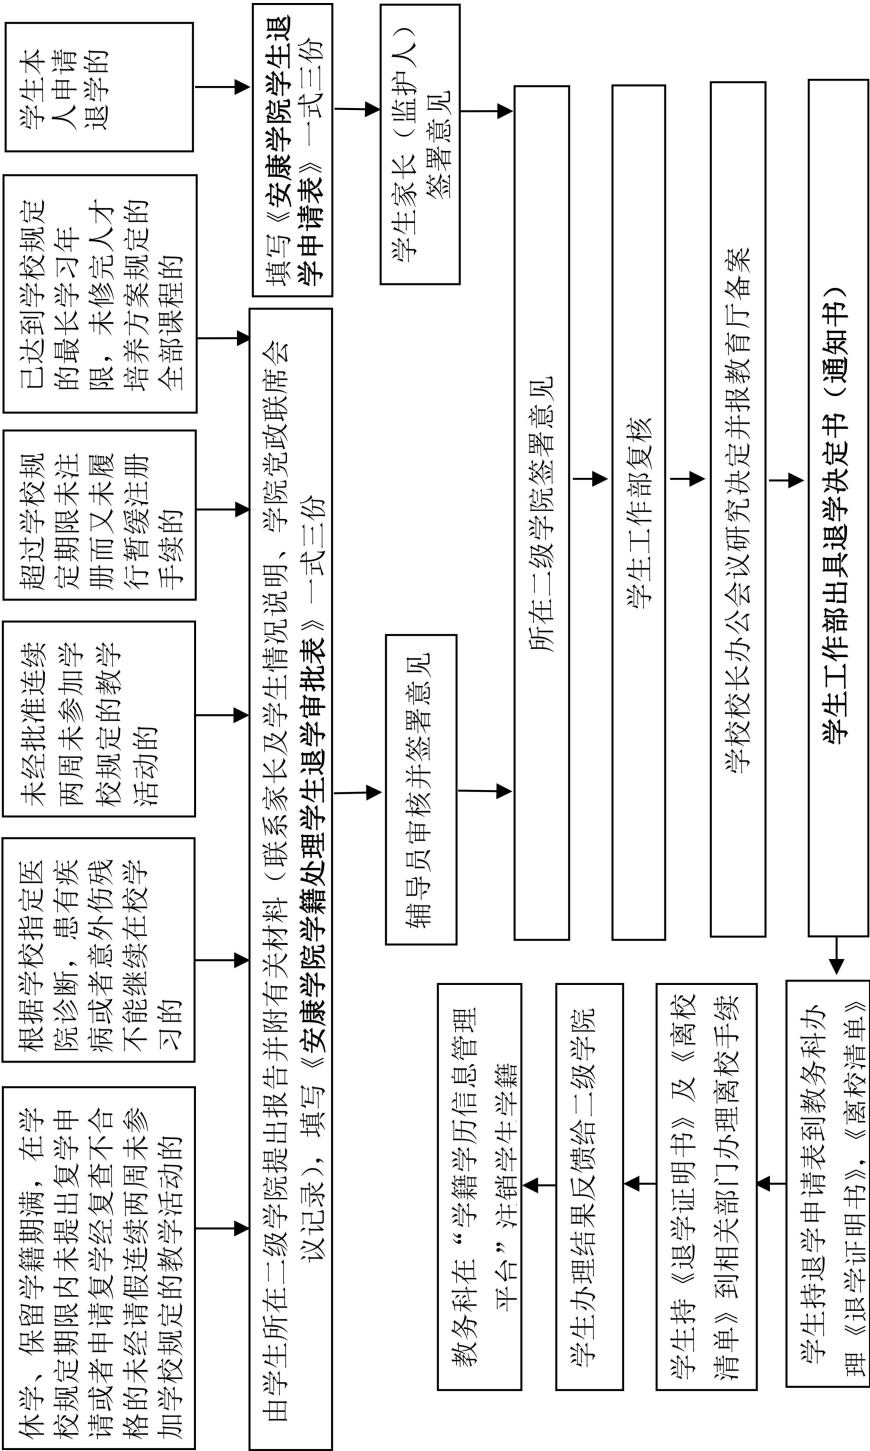 休学、保留学籍期满，在学
校规定期限内未提出复学申
请或者申请复学经复查不合
格的未经请假连续两周未参
加学校规定的教学活动的
根据学校指定医
院诊断，患有疾
病或者意外伤残
不能继续在校学
习的
未经批准连续
两周未参加学
校规定的教学
活动的
超过学校规
定期限未注
册而又未履
行暂缓注册
手续的
已达到学校规定
的最长学习年
限，未修完人才
培养方案规定的
全部课程的
学生本
人申请
退学的
由学生所在二级学院提出报告并附有关材料（联系家长及学生情况说明、学院党政联席会
议记录），填写《安康学院学籍处理学生退学审批表》一式三份
填写《安康学院学生退
学申请表》一式三份
辅导员审核并签署意见
学生家长（监护人）
签署意见
所在二级学院签署意见
学生工作部复核
学校校长办公会议研究决定并报教育厅备案
学生工作部出具退学决定书（通知书）
学生持退学申请表到教务科办
理《退学证明书》，《离校清单》
学生持《退学证明书》及《离校
清单》到相关部门办理离校手续
学生办理结果反馈给二级学院
教务科在“学籍学历信息管理
平台”注销学生学籍